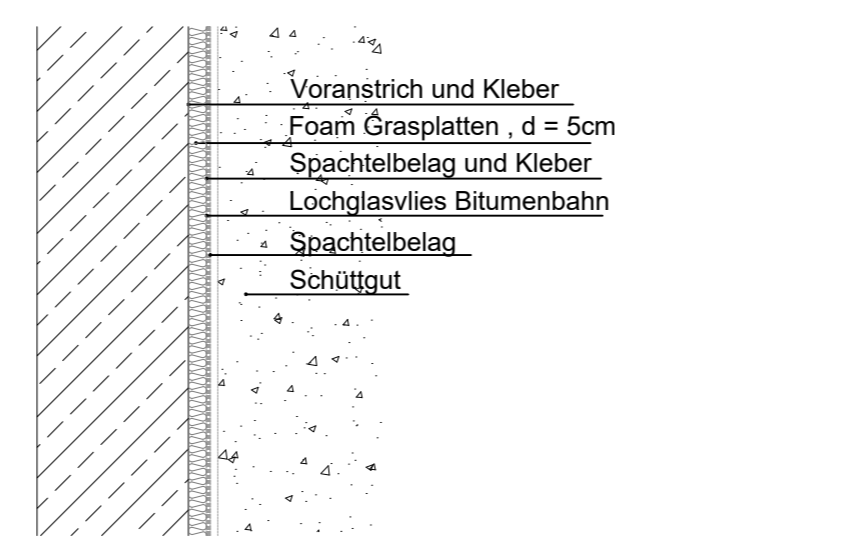 Voranstrich und Kleber
Foam Grasplatten , d = 5cm
Spachtelbelag und Kleber
Lochglasvlies Bitumenbahn
Spachtelbelag
Schüttgut